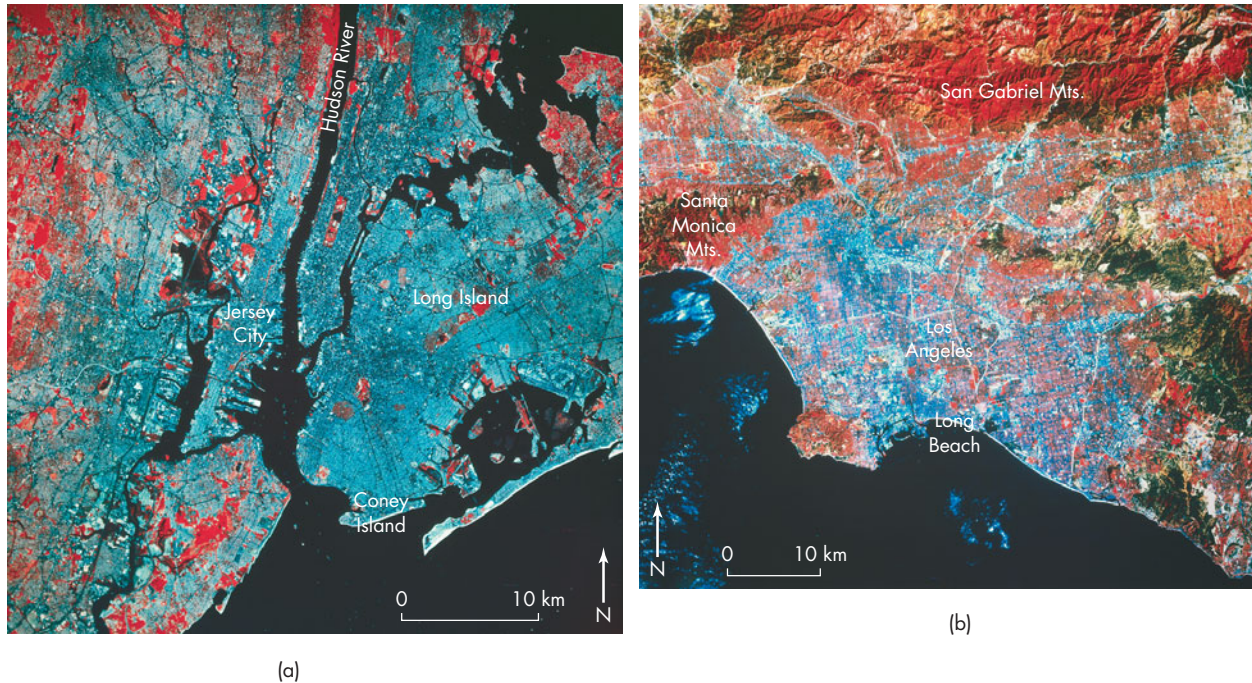 Hudson River
Long Island
Jersey
City
Coney
Island
0 10 km
N
(a)
San Gabriel Mts.
Santa
Monica
Mts.
Los
Angeles
Long
Beach
0 10 km
N
(b)